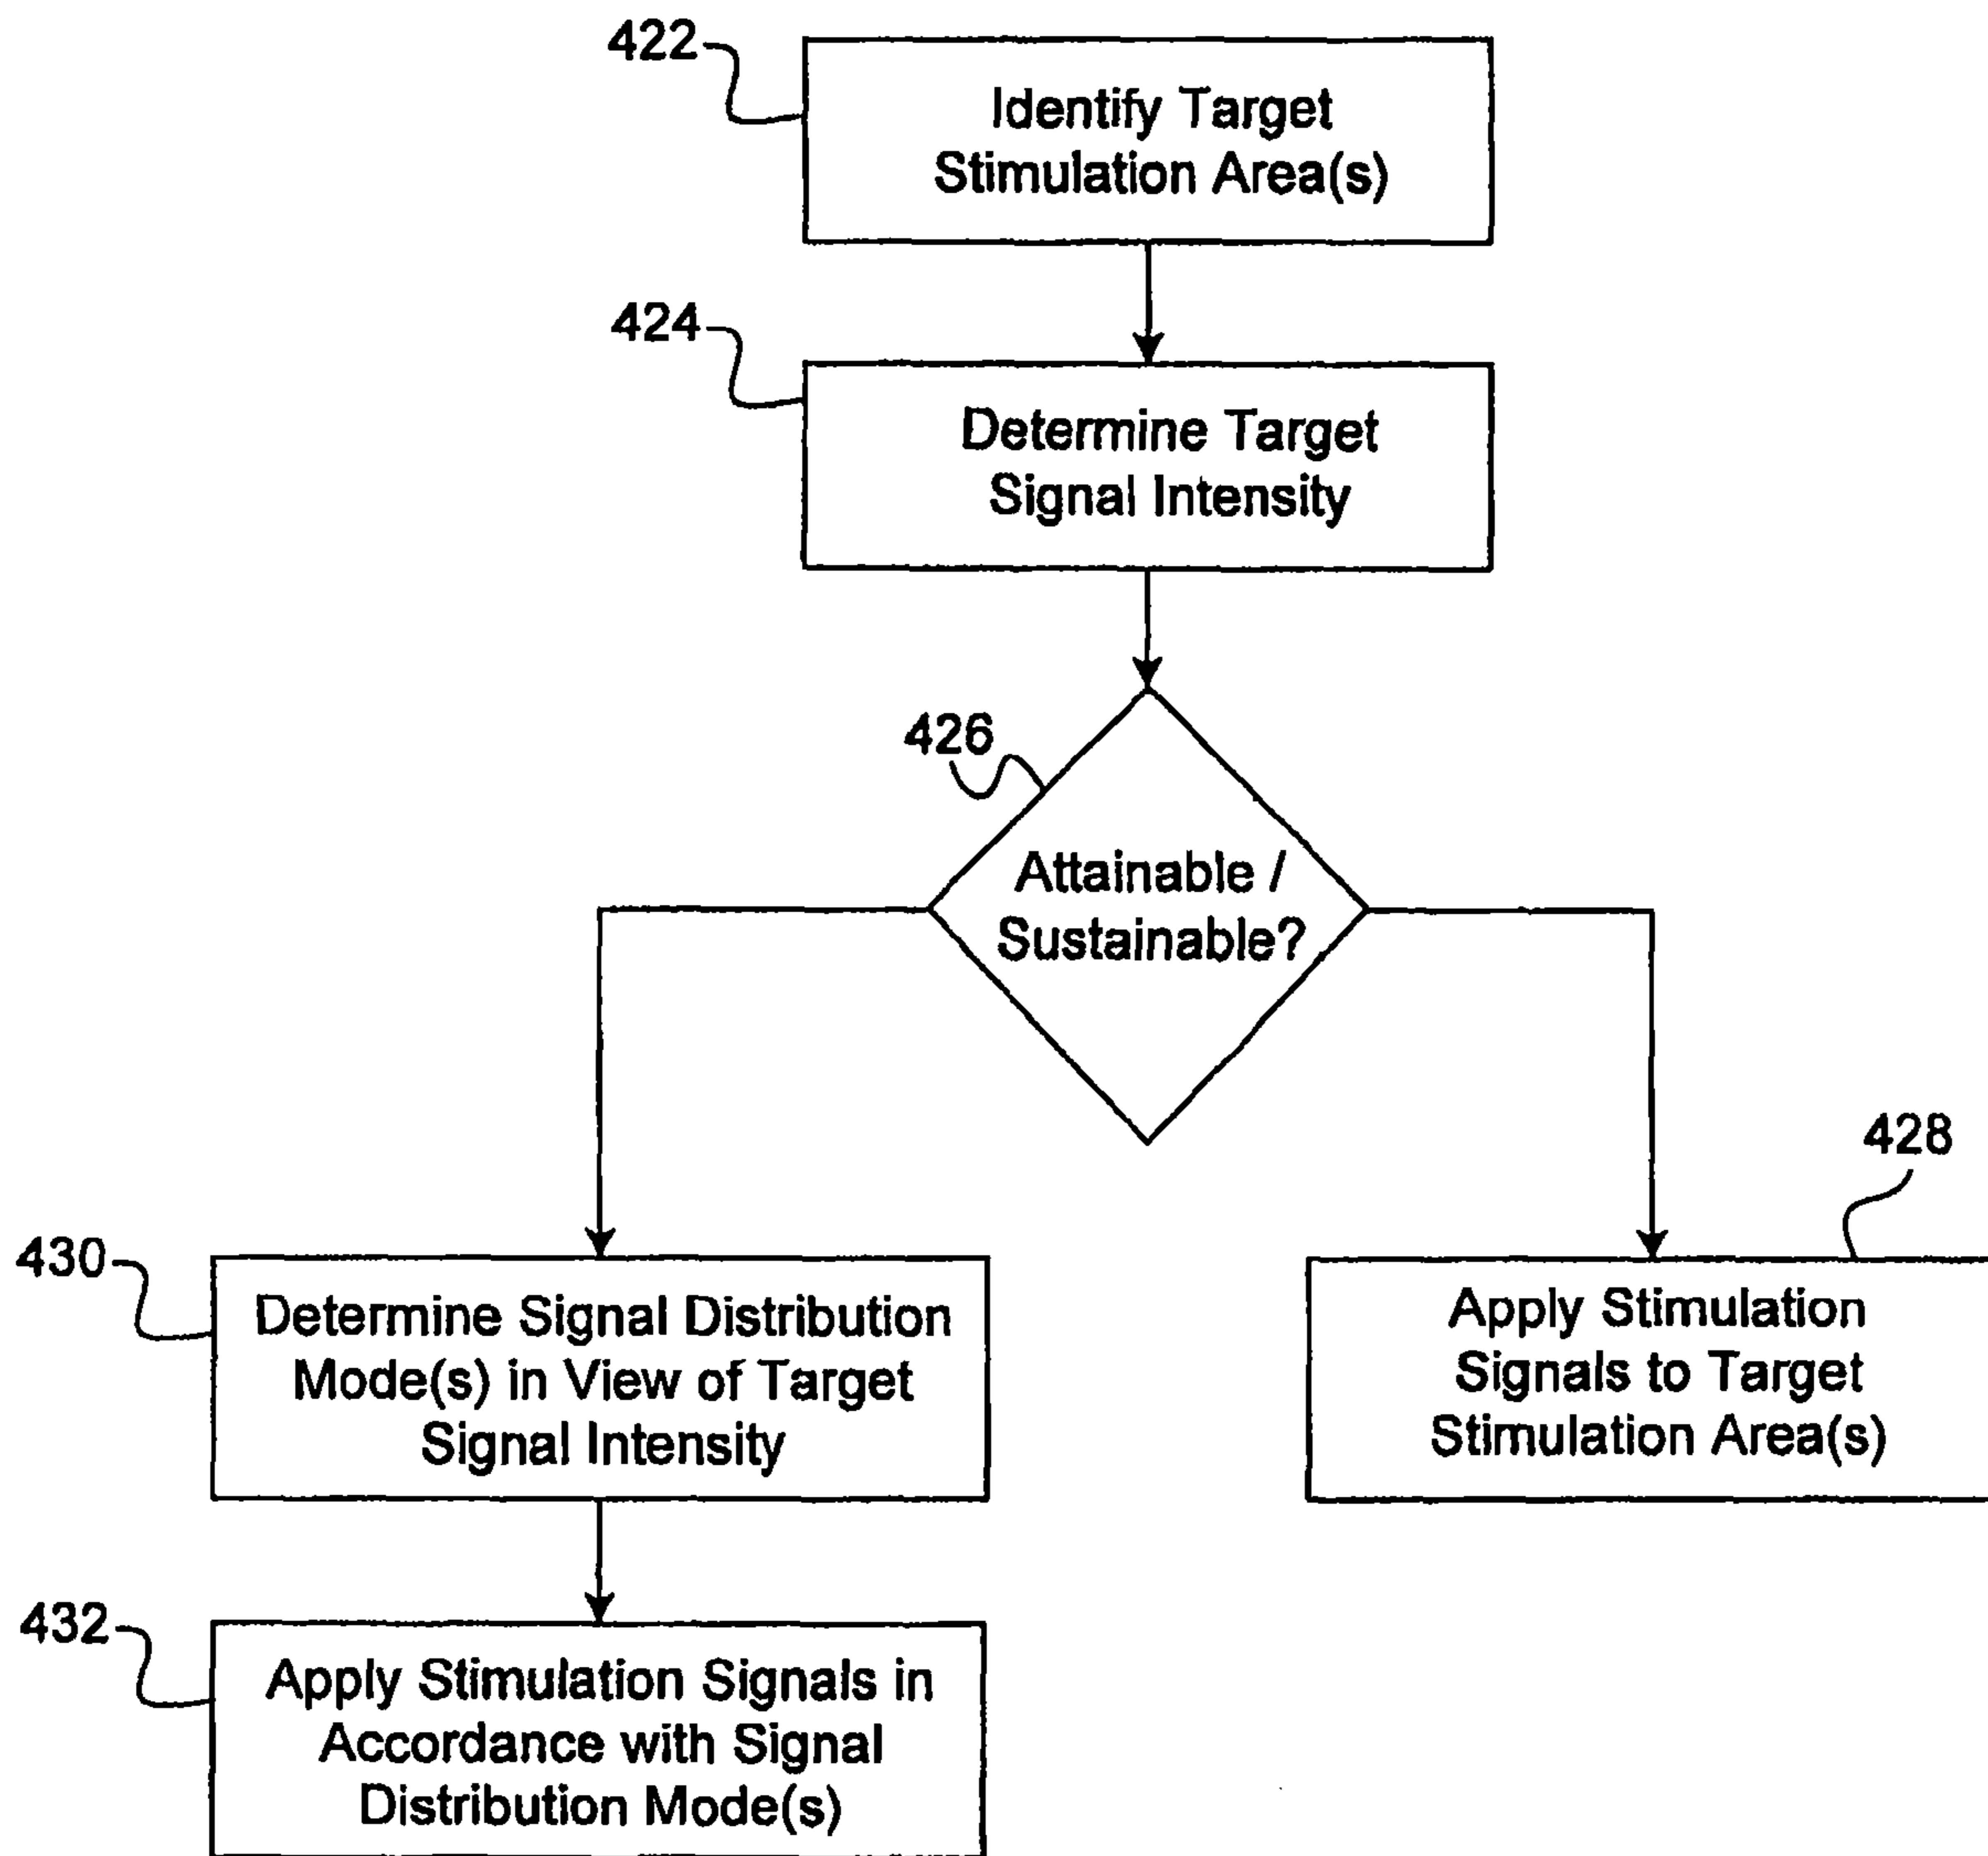 422
Identify Target
Stimulation Area(s)
424
Determine Target
Signal Intensity
426
Attainable /
Sustainable?
428
430
Determine Signal Distribution
Mode(s) in View of Target
Signal Intensity
Apply Stimulation
Signals to Target
Stimulation Area(s)
432
Apply Stimulation Signals in
Accordance with Signal
Distribution Mode(s)